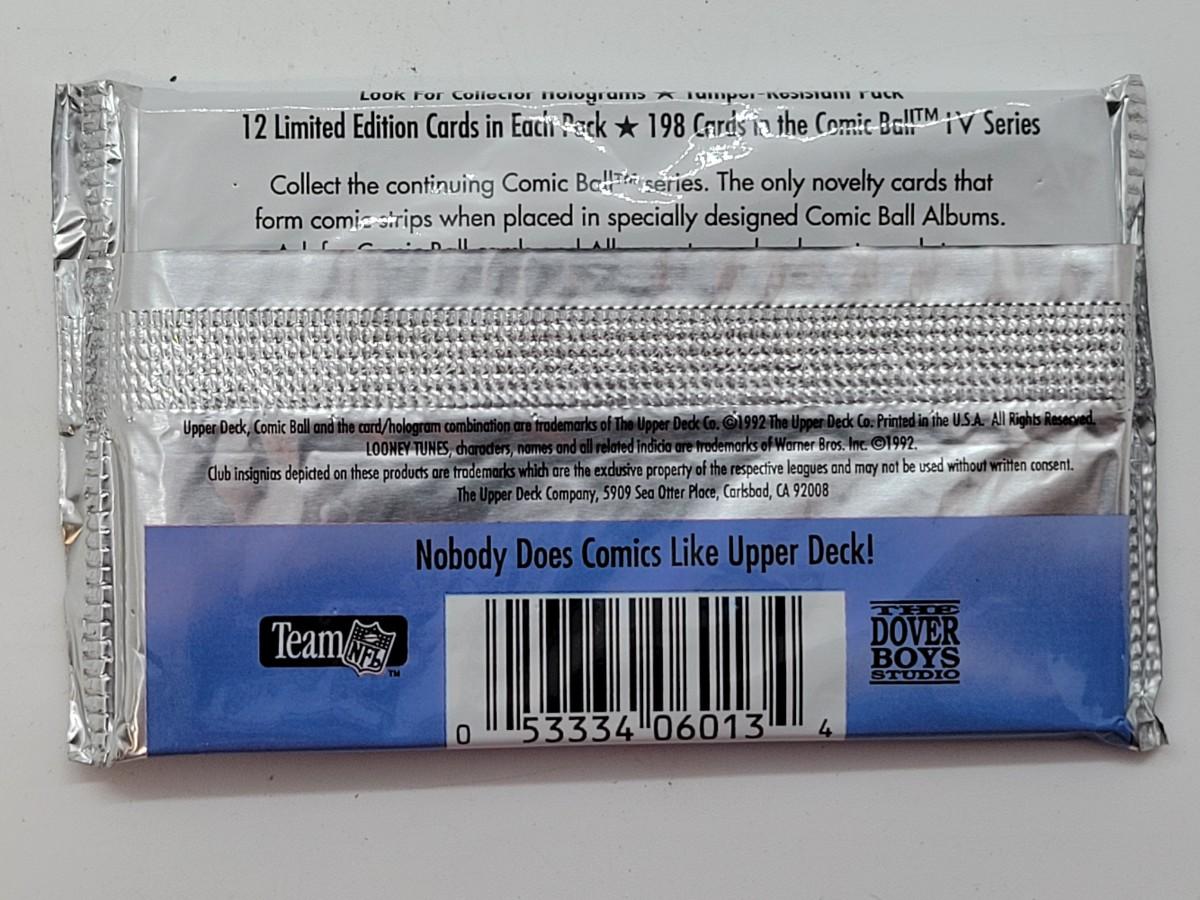 Look For Collector Holograms ★ Tamper-Resistant Pack
12 Limited Edition Cards in Each Pack ★ 198 Cards in the Comic Ball™ IV Series
Collect the continuing Comic Ball™ series. The only novelty cards that
form comic strips when placed in specially designed Comic Ball Albums.
Upper Deck, Comic Ball and the card/hologram combination are trademarks of The Upper Deck Co. ©1992 The Upper Deck Co. Printed in the U.S.A. All Rights Reserved.
LOONEY TUNES, characters, names and all related indicia are trademarks of Warner Bros. Inc. ©1992.
Club insignias depicted on these products are trademarks which are the exclusive property of the respective leagues and may not be used without written consent.
The Upper Deck Company, 5909 Sea Otter Place, Carlsbad, CA 92008
Nobody Does Comics Like Upper Deck!
Team NFL ™
0 53334 06013 4
THE
DOVER
BOYS
STUDIO